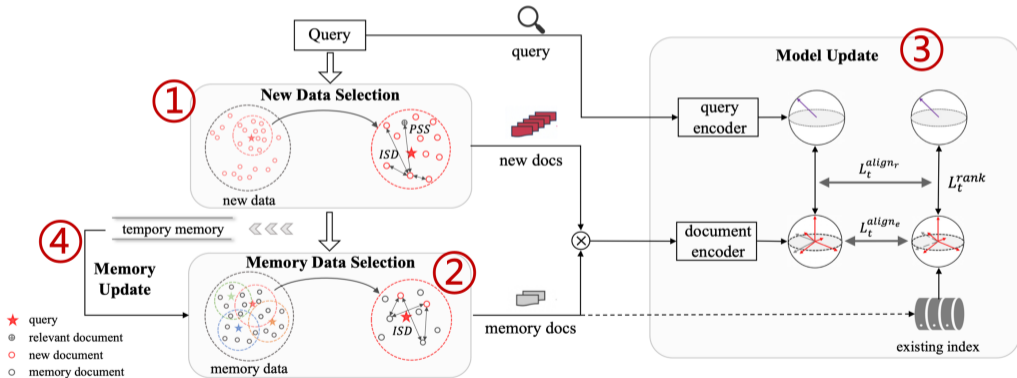 Query
query
①
New Data Selection
PSS
ISD
new data
new docs
④
tempory memory
Memory
Update
②
Memory Data Selection
ISD
memory data
memory docs
query
relevant document
new document
memory document
③
Model Update
query
encoder
L_t^{align_r}
L_t^{rank}
document
encoder
L_t^{align_e}
existing index